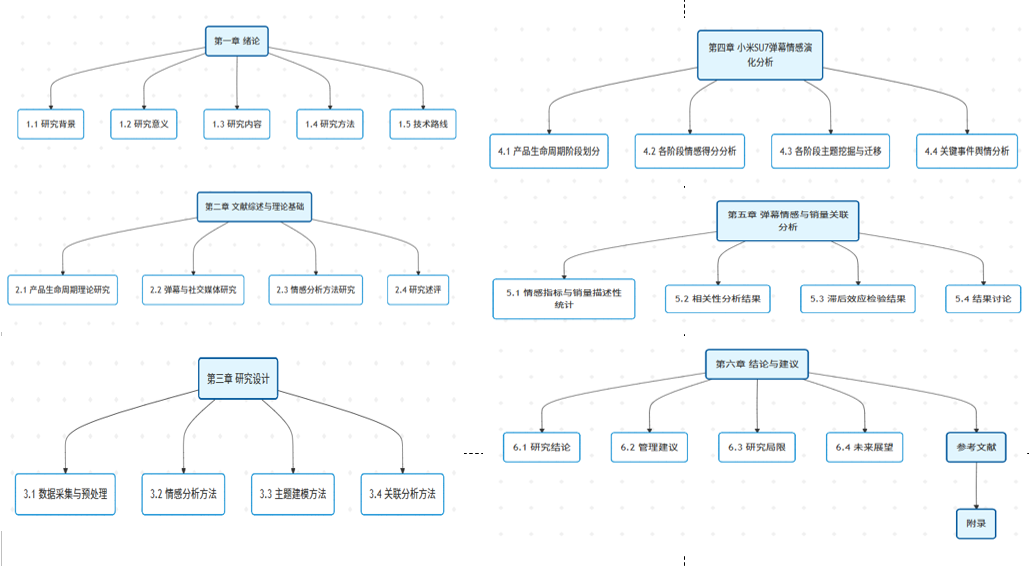 第一章 绪论
1.1 研究背景
1.2 研究意义
1.3 研究内容
1.4 研究方法
1.5 技术路线
第二章 文献综述与理论基础
2.1 产品生命周期理论研究
2.2 弹幕与社交媒体研究
2.3 情感分析方法研究
2.4 研究述评
第三章 研究设计
3.1 数据采集与预处理
3.2 情感分析方法
3.3 主题建模方法
3.4 关联分析方法
第四章 小米SU7弹幕情感演
化分析
4.1 产品生命周期阶段划分
4.2 各阶段情感得分分析
4.3 各阶段主题挖掘与迁移
4.4 关键事件舆情分析
第五章 弹幕情感与销量关联
分析
5.1 情感指标与销量描述性
统计
5.2 相关性分析结果
5.3 滞后效应检验结果
5.4 结果讨论
第六章 结论与建议
6.1 研究结论
6.2 管理建议
6.3 研究局限
6.4 未来展望
参考文献
附录